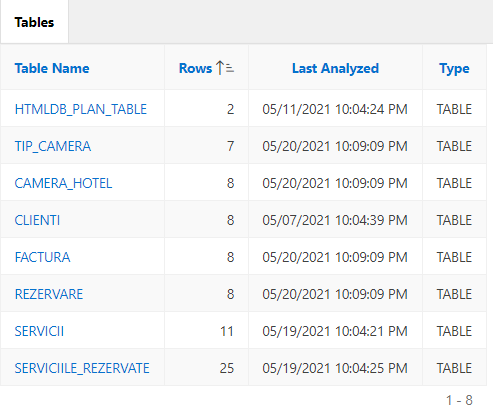 Tables
Table Name Rows Last Analyzed Type
HTMLDB_PLAN_TABLE 2 05/11/2021 10:04:24 PM TABLE
TIP_CAMERA 7 05/20/2021 10:09:09 PM TABLE
CAMERA_HOTEL 8 05/20/2021 10:09:09 PM TABLE
CLIENTI 8 05/07/2021 10:04:39 PM TABLE
FACTURA 8 05/20/2021 10:09:09 PM TABLE
REZERVARE 8 05/20/2021 10:09:09 PM TABLE
SERVICII 11 05/19/2021 10:04:21 PM TABLE
SERVICIILE_REZERVATE 25 05/19/2021 10:04:25 PM TABLE
1 - 8